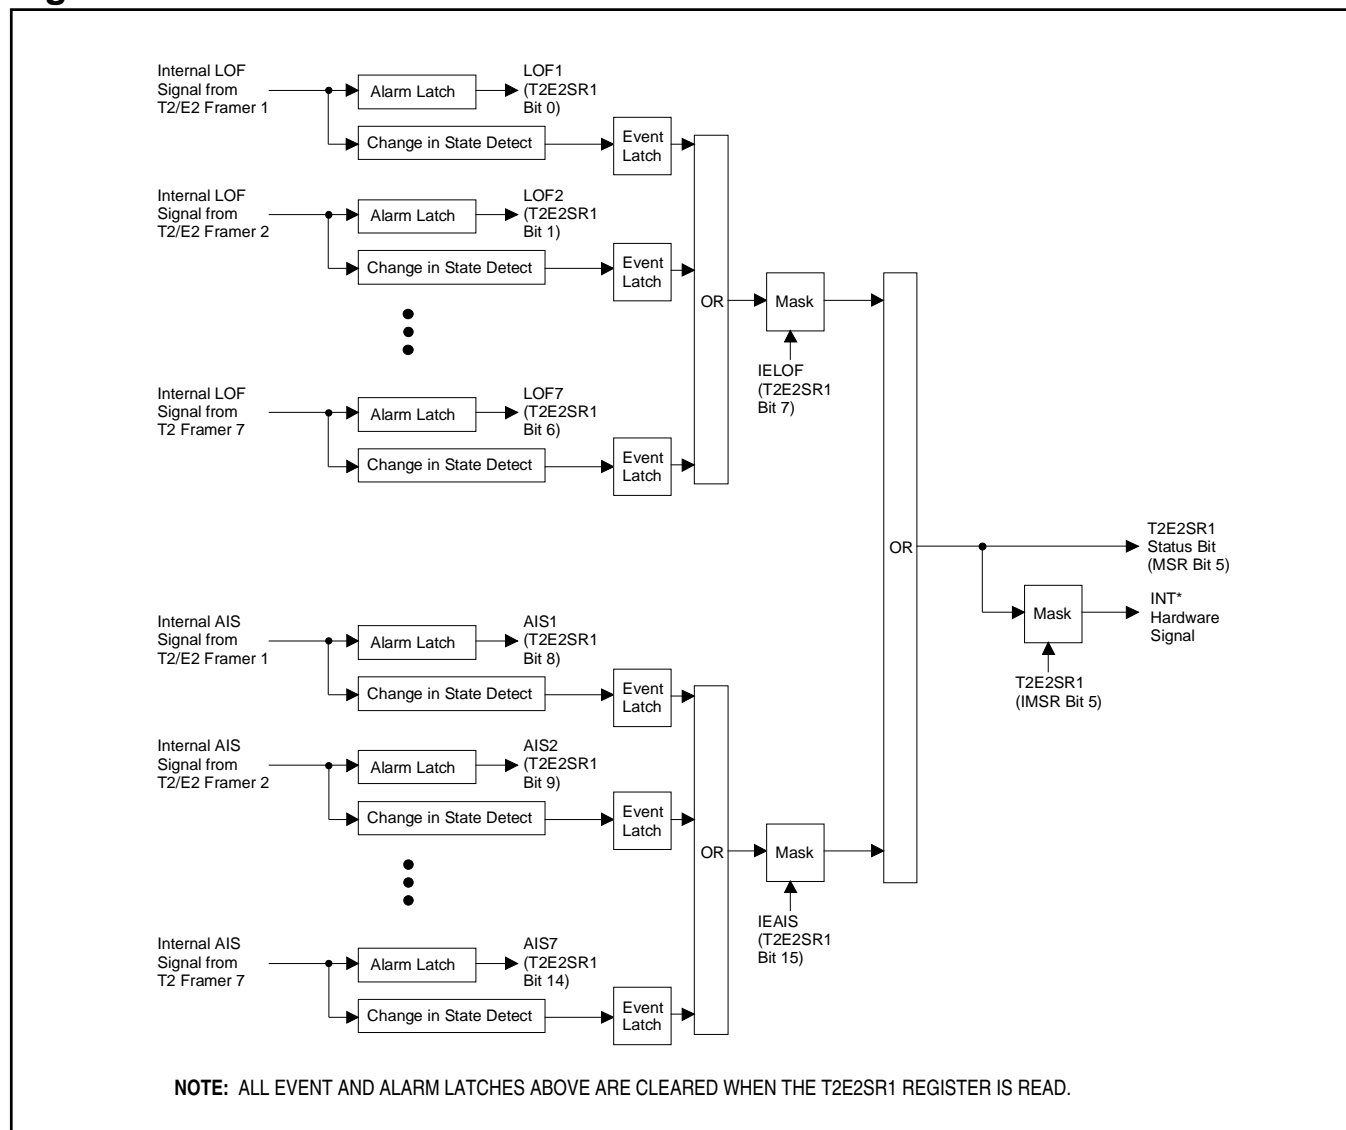 Internal LOF
Signal from
T2/E2 Framer 1
Alarm Latch
LOF1
(T2E2SR1
Bit 0)
Change in State Detect
Event
Latch
Internal LOF
Signal from
T2/E2 Framer 2
Alarm Latch
LOF2
(T2E2SR1
Bit 1)
Change in State Detect
Event
Latch
OR
Mask
IELOF
(T2E2SR1
Bit 7)
Internal LOF
Signal from
T2 Framer 7
Alarm Latch
LOF7
(T2E2SR1
Bit 6)
Change in State Detect
Event
Latch
OR
T2E2SR1
Status Bit
(MSR Bit 5)
Mask
INT*
Hardware
Signal
T2E2SR1
(IMSR Bit 5)
Internal AIS
Signal from
T2/E2 Framer 1
Alarm Latch
AIS1
(T2E2SR1
Bit 8)
Change in State Detect
Event
Latch
Internal AIS
Signal from
T2/E2 Framer 2
Alarm Latch
AIS2
(T2E2SR1
Bit 9)
Change in State Detect
Event
Latch
OR
Mask
IEAIS
(T2E2SR1
Bit 15)
Internal AIS
Signal from
T2 Framer 7
Alarm Latch
AIS7
(T2E2SR1
Bit 14)
Change in State Detect
Event
Latch
NOTE: ALL EVENT AND ALARM LATCHES ABOVE ARE CLEARED WHEN THE T2E2SR1 REGISTER IS READ.